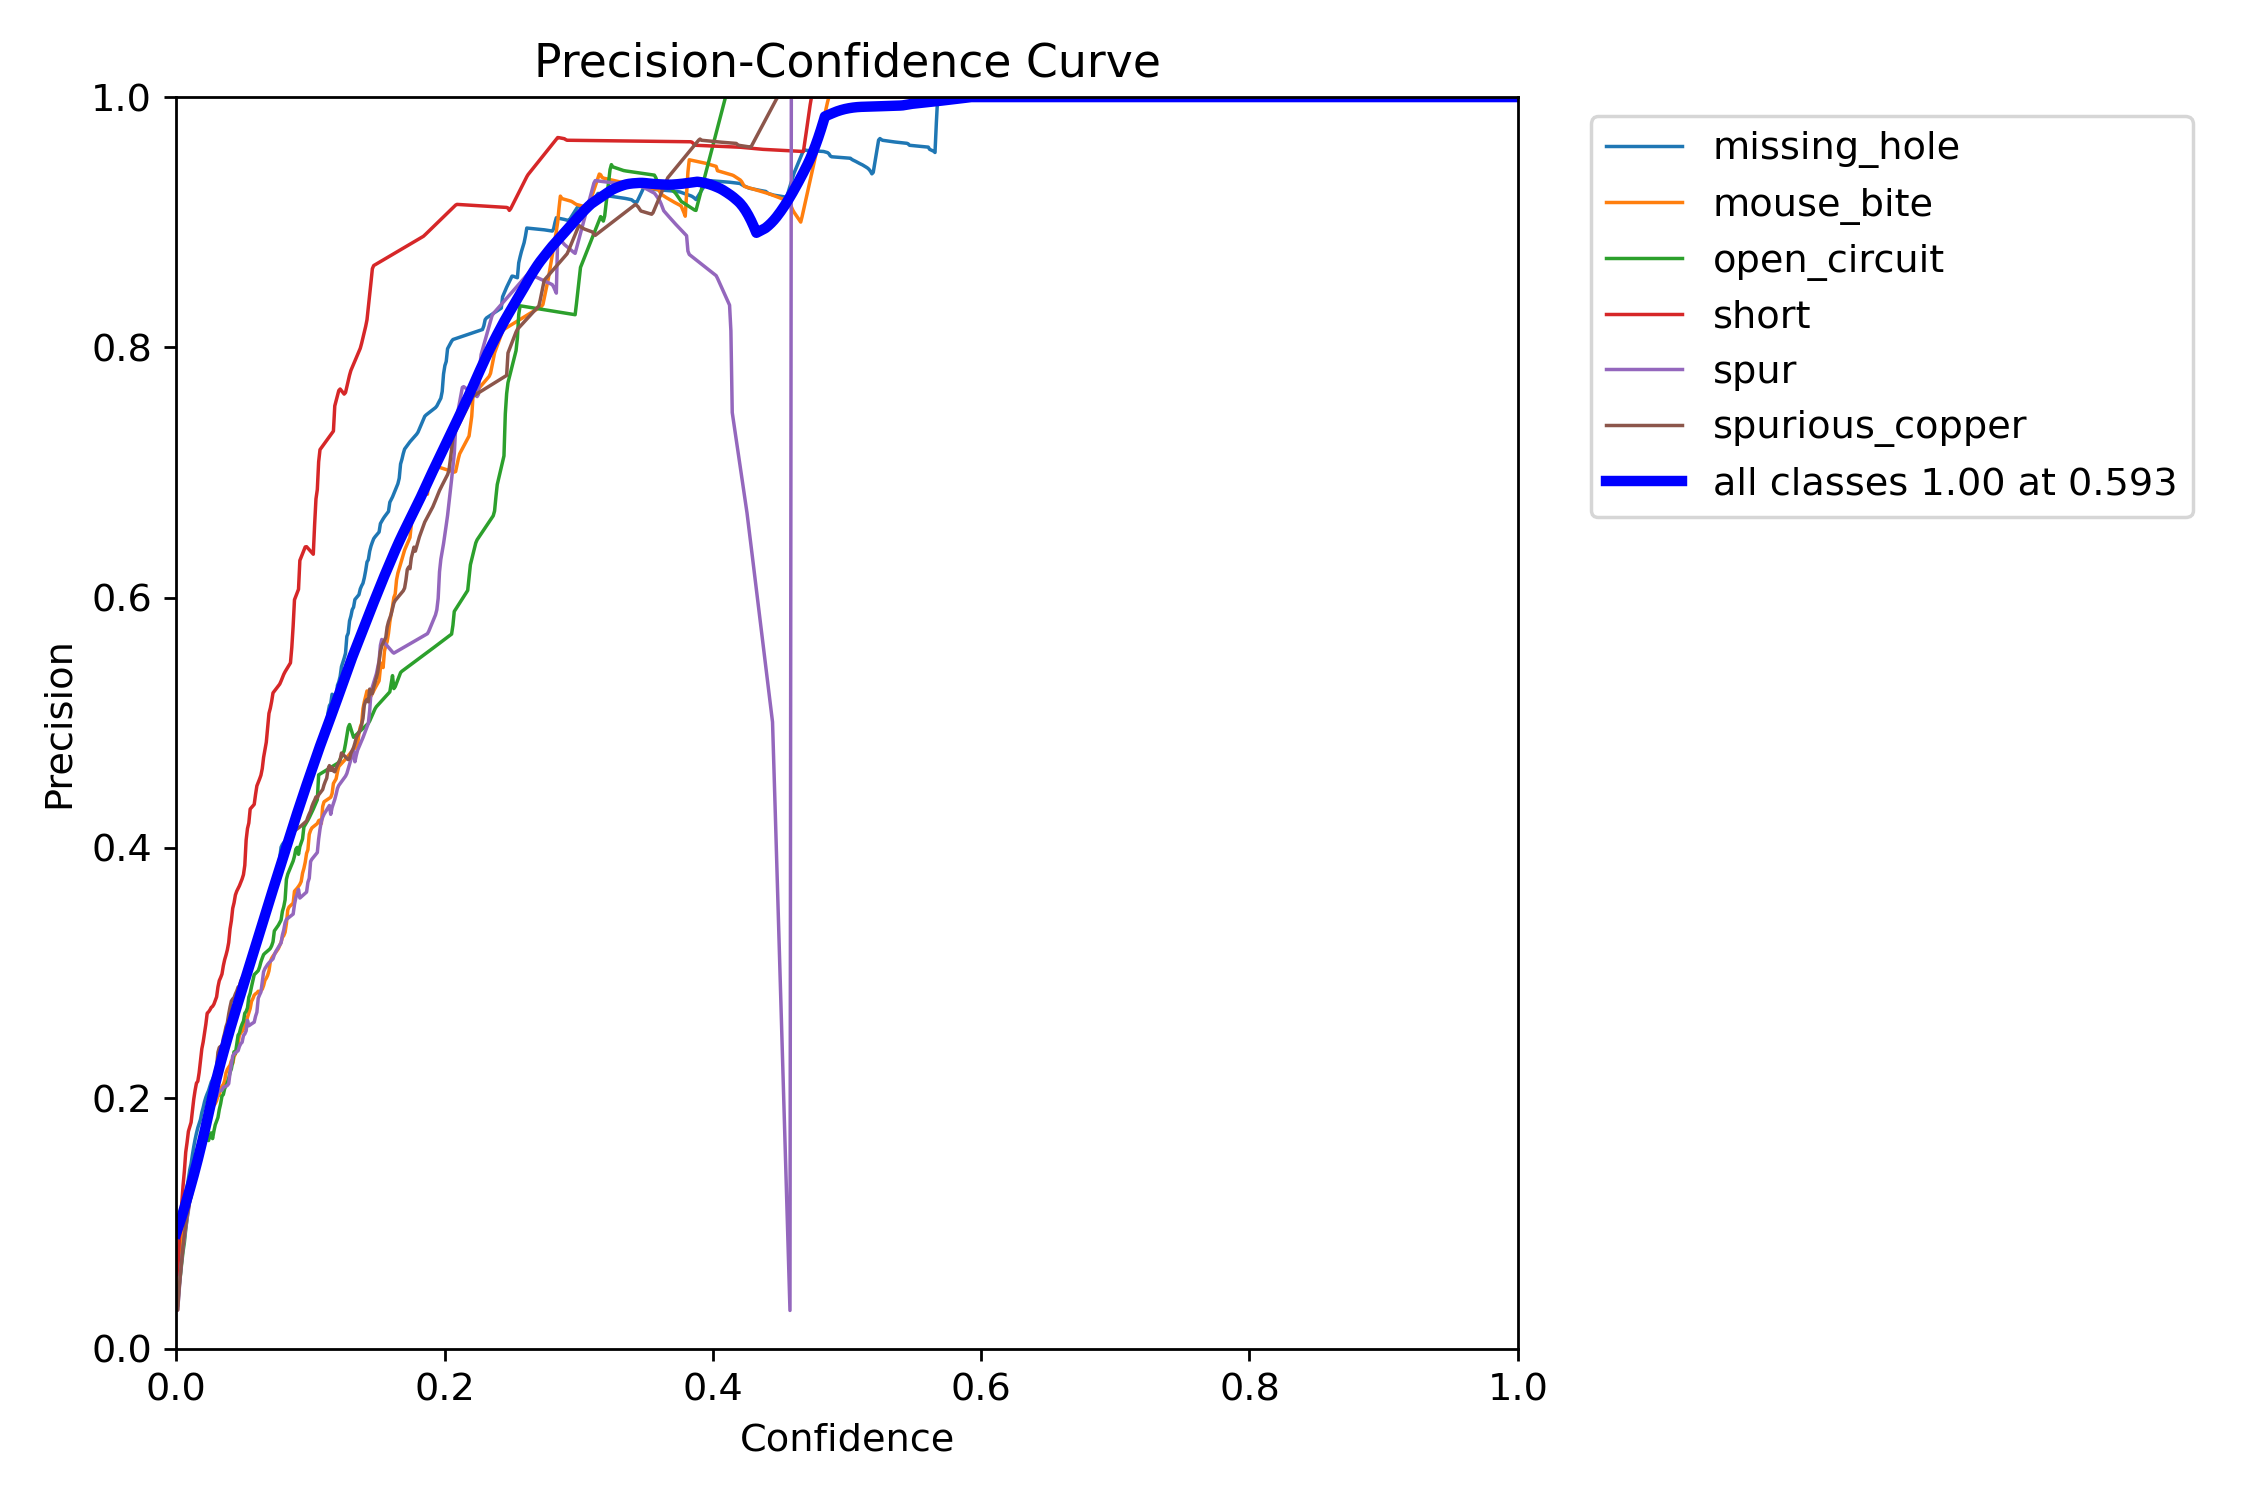 Precision-Confidence Curve
1.0
0.8
0.6
0.4
0.2
0.0
Precision
0.0 0.2 0.4 0.6 0.8 1.0
Confidence
missing_hole
mouse_bite
open_circuit
short
spur
spurious_copper
all classes 1.00 at 0.593